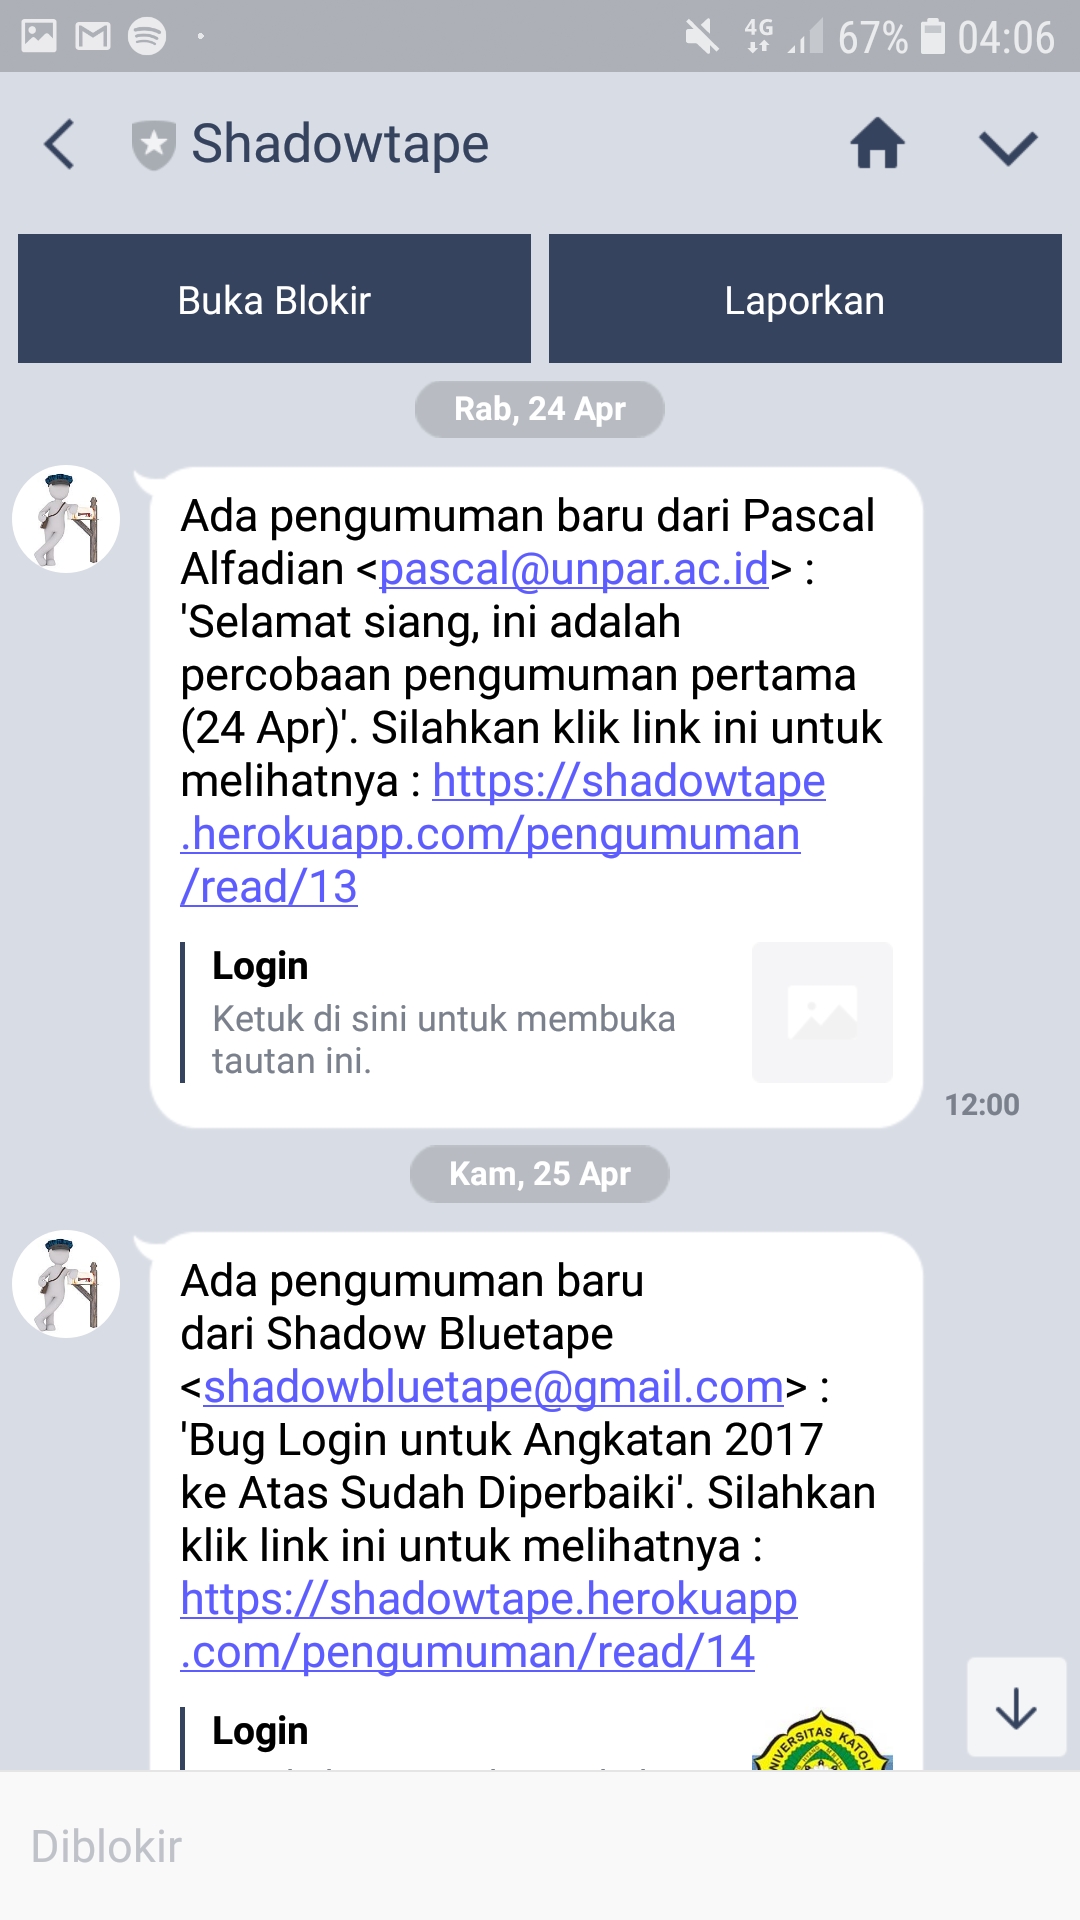 4G 67% 04:06
Shadowtape
Buka Blokir
Laporkan
Rab, 24 Apr
Ada pengumuman baru dari Pascal
Alfadian <pascal@unpar.ac.id> :
'Selamat siang, ini adalah
percobaan pengumuman pertama
(24 Apr)'. Silahkan klik link ini untuk
melihatnya : https://shadowtape
.herokuapp.com/pengumuman
/read/13
Login
Ketuk di sini untuk membuka
tautan ini.
12:00
Kam, 25 Apr
Ada pengumuman baru
dari Shadow Bluetape
<shadowbluetape@gmail.com> :
'Bug Login untuk Angkatan 2017
ke Atas Sudah Diperbaiki'. Silahkan
klik link ini untuk melihatnya :
https://shadowtape.herokuapp
.com/pengumuman/read/14
Login
Diblokir